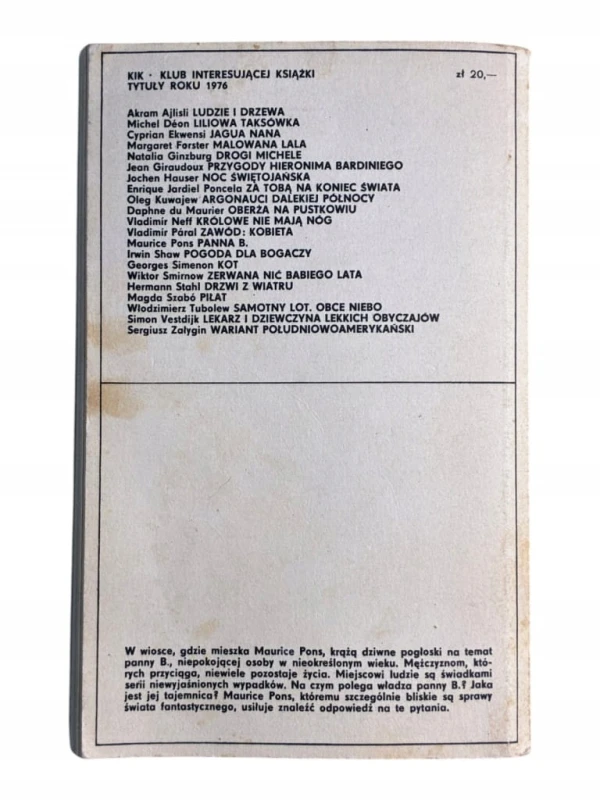 KIK · KLUB INTERESUJĄCEJ KSIĄŻKI zł 20,—
TYTUŁY ROKU 1976
Akram Ajlisli LUDZIE I DRZEWA
Michel Déon LILIOWA TAKSÓWKA
Cyprian Ekwensi JAGUA NANA
Margaret Forster MALOWANA LALA
Natalia Ginzburg DROGI MICHELE
Jean Giraudoux PRZYGODY HIERONIMA BARDINIEGO
Jochen Hauser NOC ŚWIĘTOJAŃSKA
Enrique Jardiel Poncela ZA TOBĄ NA KONIEC ŚWIATA
Oleg Kuwajew ARGONAUCI DALEKIEJ PÓŁNOCY
Daphne du Maurier OBERŻA NA PUSTKOWIU
Vladimír Neff KRÓLOWE NIE MAJĄ NÓG
Vladimír Páral ZAWÓD: KOBIETA
Maurice Pons PANNA B.
Irwin Shaw POGODA DLA BOGACZY
Georges Simenon KOT
Wiktor Smirnow ZERWANA NIĆ BABIEGO LATA
Hermann Stahl DRZWI Z WIATRU
Magda Szabó PIŁAT
Włodzimierz Tubolew SAMOTNY LOT. OBCE NIEBO
Simon Vestdijk LEKARZ I DZIEWCZYNA LEKKICH OBYCZAJÓW
Sergiusz Załygin WARIANT POŁUDNIOWOAMERYKAŃSKI
W wiosce, gdzie mieszka Maurice Pons, krążą dziwne pogłoski na temat
panny B., niepokojącej osoby w nieokreślonym wieku. Mężczyznom, któ-
rych przyciąga, niewiele pozostaje życia. Miejscowi ludzie są świadkami
serii niewyjaśnionych wypadków. Na czym polega władza panny B.? Jaka
jest jej tajemnica? Maurice Pons, któremu szczególnie bliskie są sprawy
świata fantastycznego, usiłuje znaleźć odpowiedź na te pytania.